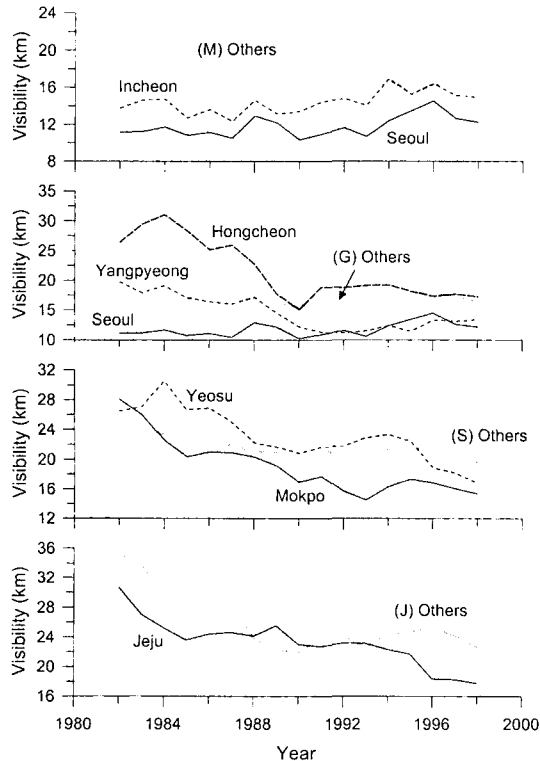 24
20
16
12
8
Visibility (km)
(M) Others
Incheon
Seoul
35
30
25
20
15
10
Visibility (km)
Hongcheon
(G) Others
Yangpyeong
Seoul
32
28
24
20
16
12
Visibility (km)
Yeosu
(S) Others
Mokpo
36
32
28
24
20
16
Visibility (km)
(J) Others
Jeju
1980 1984 1988 1992 1996 2000
Year